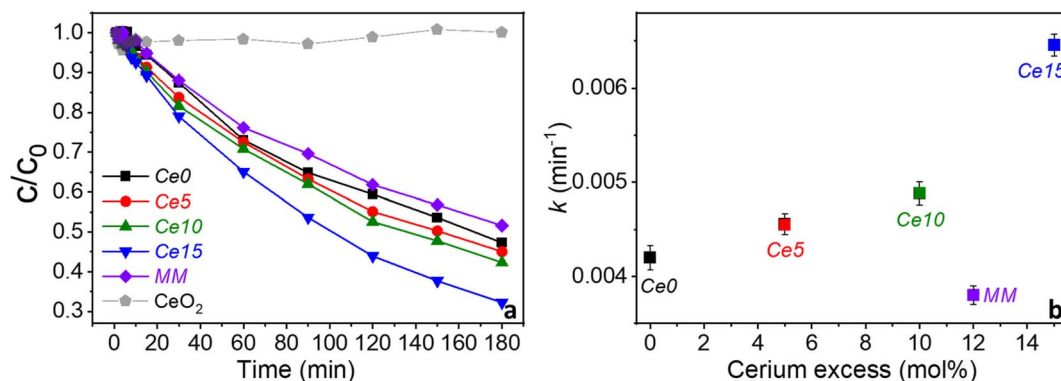 1.0
0.9
0.8
0.7
0.6
0.5
0.4
0.3
c/c₀
Ce0
Ce5
Ce10
Ce15
MM
CeO₂
a
0 20 40 60 80 100 120 140 160 180
Time (min)
0.006
0.005
0.004
k (min⁻¹)
Ce15
Ce10
Ce5
Ce0
MM
b
0 2 4 6 8 10 12 14
Cerium excess (mol%)